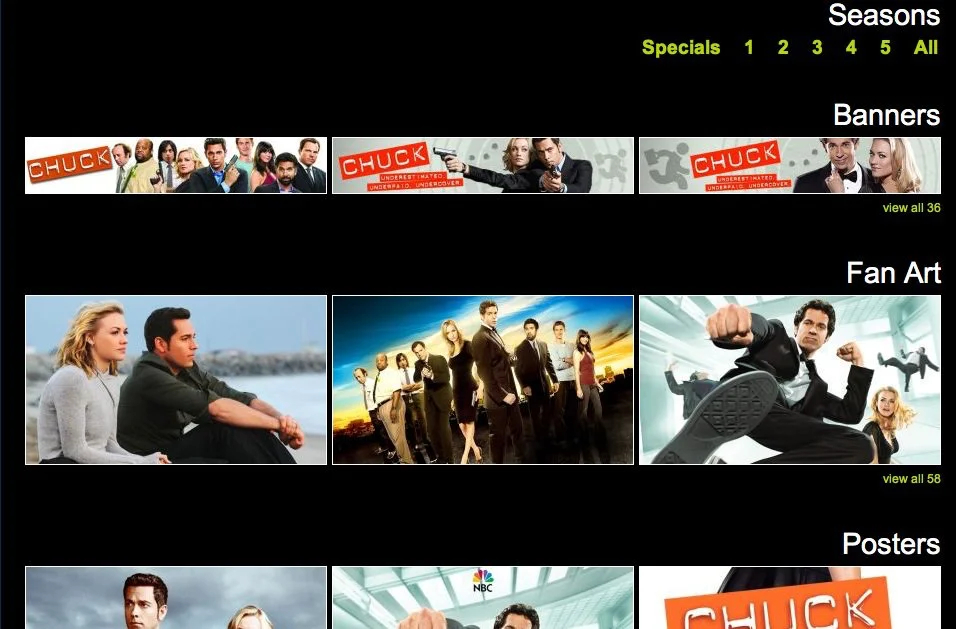 Seasons
Specials 1 2 3 4 5 All
Banners
CHUCK
CHUCK
UNDERESTIMATED.
UNDERPAID. UNDERCOVER
CHUCK
UNDERESTIMATED.
UNDERPAID. UNDERCOVER
view all 36
Fan Art
view all 58
Posters
NBC
CHUCK